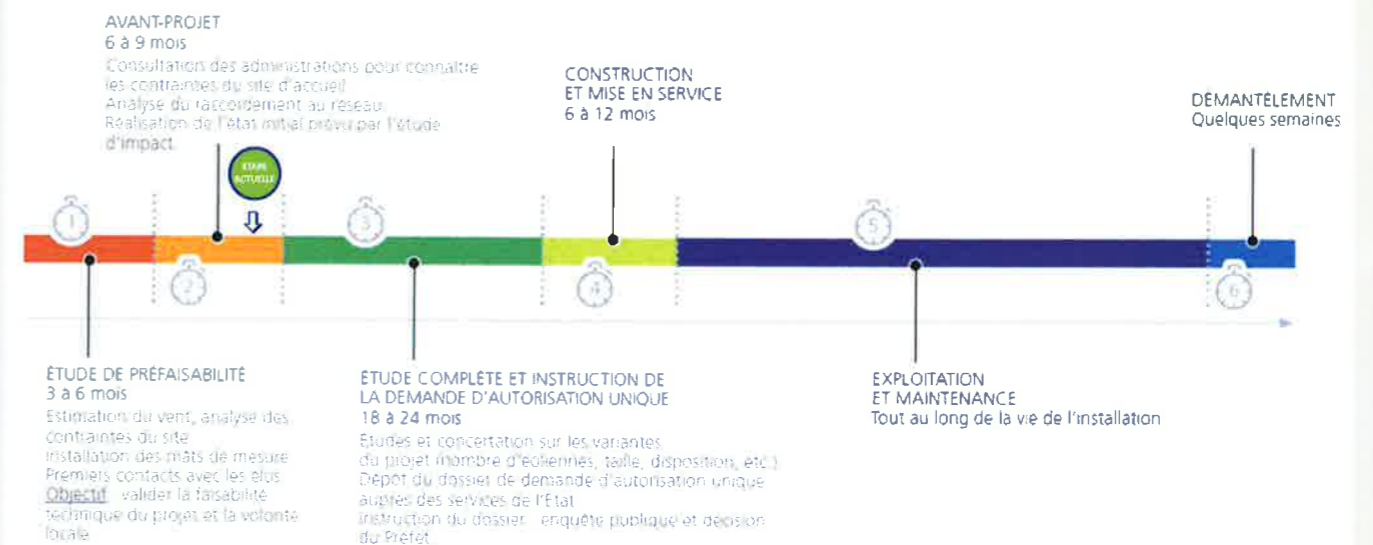 AVANT-PROJET
6 à 9 mois
Consultation des administrations pour connaître
les contraintes du site d'accueil
Analyse du raccordement au réseau
Réalisation de l'état initial prévu par l'étude
d'impact
ETAPE
ACTUELLE
CONSTRUCTION
ET MISE EN SERVICE
6 à 12 mois
DÉMANTÈLEMENT
Quelques semaines
1
3
5
2
4
6
ÉTUDE DE PRÉFAISABILITÉ
3 à 6 mois
Estimation du vent, analyse des
contraintes du site
Installation des mâts de mesure
Premiers contacts avec les élus
Objectif : valider la faisabilité
technique du projet et la volonté
locale
ÉTUDE COMPLÈTE ET INSTRUCTION DE
LA DEMANDE D'AUTORISATION UNIQUE
18 à 24 mois
Études et concertation sur les variantes
du projet (nombre d'éoliennes, taille, disposition, etc.)
Dépôt du dossier de demande d'autorisation unique
auprès des services de l'État
Instruction du dossier : enquête publique et décision
du Préfet
EXPLOITATION
ET MAINTENANCE
Tout au long de la vie de l'installation